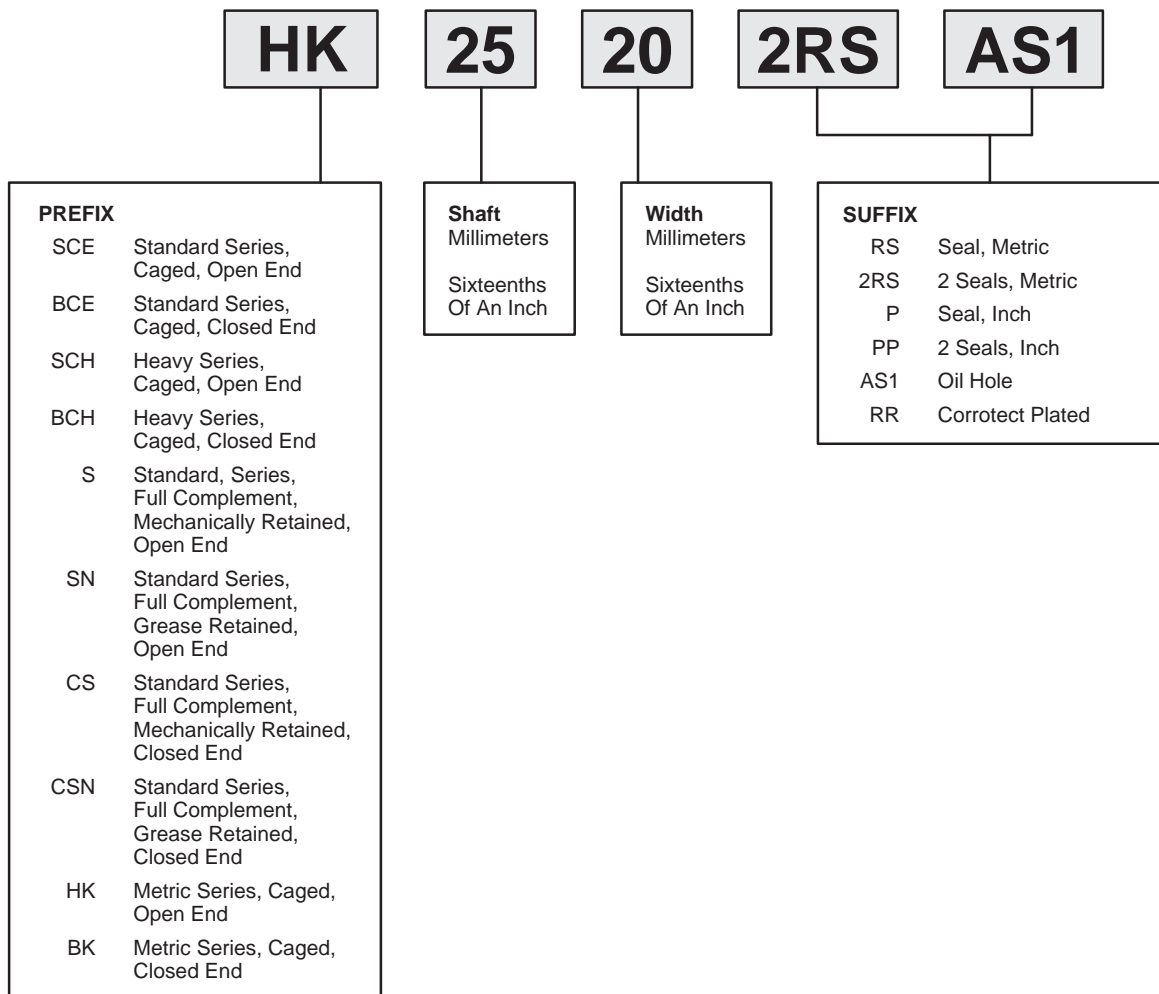 HK 25 20 2RS AS1
PREFIX
SCE Standard Series,
Caged, Open End
BCE Standard Series,
Caged, Closed End
SCH Heavy Series,
Caged, Open End
BCH Heavy Series,
Caged, Closed End
S Standard, Series,
Full Complement,
Mechanically Retained,
Open End
SN Standard Series,
Full Complement,
Grease Retained,
Open End
CS Standard Series,
Full Complement,
Mechanically Retained,
Closed End
CSN Standard Series,
Full Complement,
Grease Retained,
Closed End
HK Metric Series, Caged,
Open End
BK Metric Series, Caged,
Closed End
Shaft
Millimeters
Sixteenths
Of An Inch
Width
Millimeters
Sixteenths
Of An Inch
SUFFIX
RS Seal, Metric
2RS 2 Seals, Metric
P Seal, Inch
PP 2 Seals, Inch
AS1 Oil Hole
RR Corrotect Plated